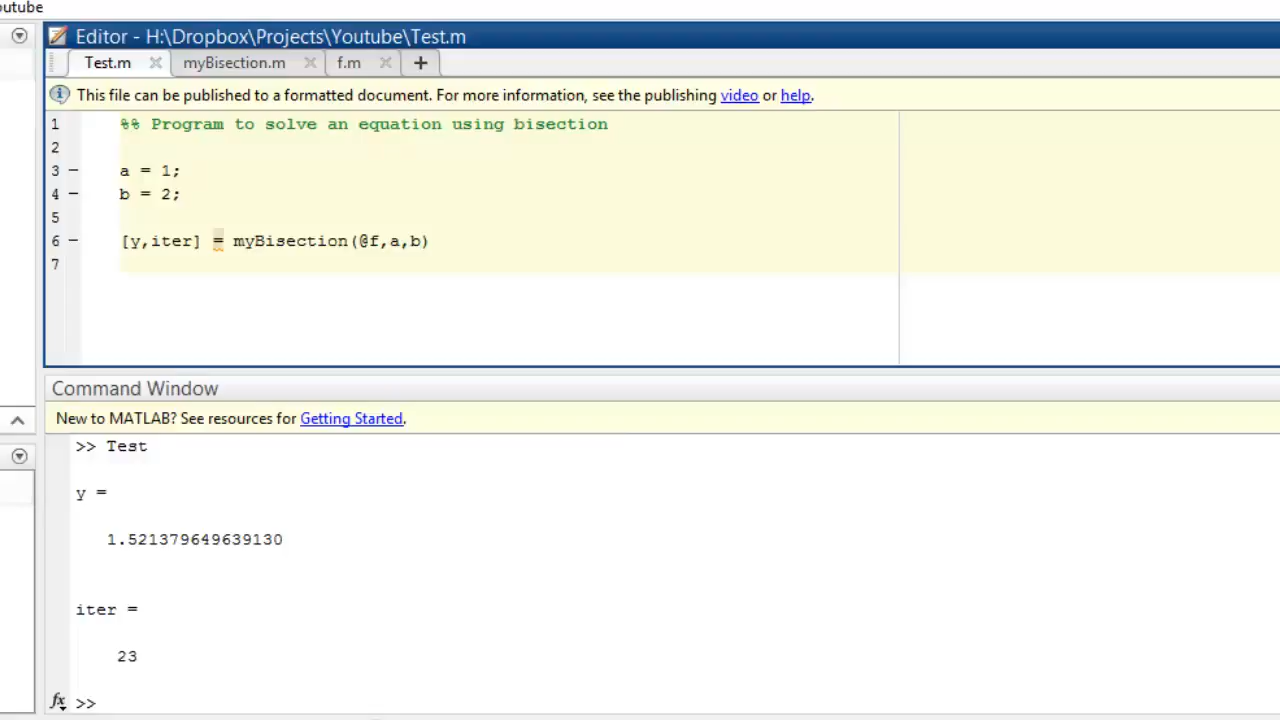 outube
Editor - H:\Dropbox\Projects\Youtube\Test.m
Test.m myBisection.m f.m +
This file can be published to a formatted document. For more information, see the publishing video or help.
1 %% Program to solve an equation using bisection
2
3 – a = 1;
4 – b = 2;
5
6 – [y,iter] = myBisection(@f,a,b)
7
Command Window
New to MATLAB? See resources for Getting Started.
>> Test
y =
1.521379649639130
iter =
23
fx >>